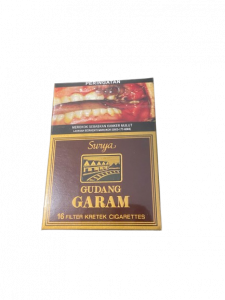 PERINGATAN
MEROKOK SEBABKAN KANKER MULUT
Surya
GUDANG
GARAM
16 FILTER KRETEK CIGARETTES